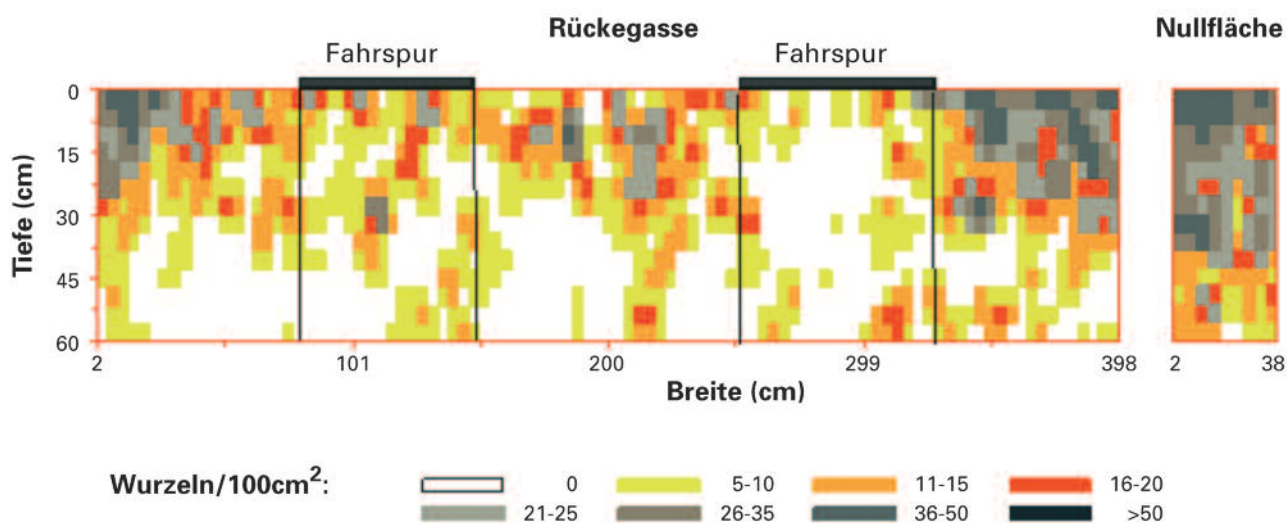 Rückegasse Nullfläche
Fahrspur Fahrspur
0
15
30
45
60
Tiefe (cm)
2 101 200 299 398 2 38
Breite (cm)
Wurzeln/100cm²: 0 5-10 11-15 16-20
21-25 26-35 36-50 >50